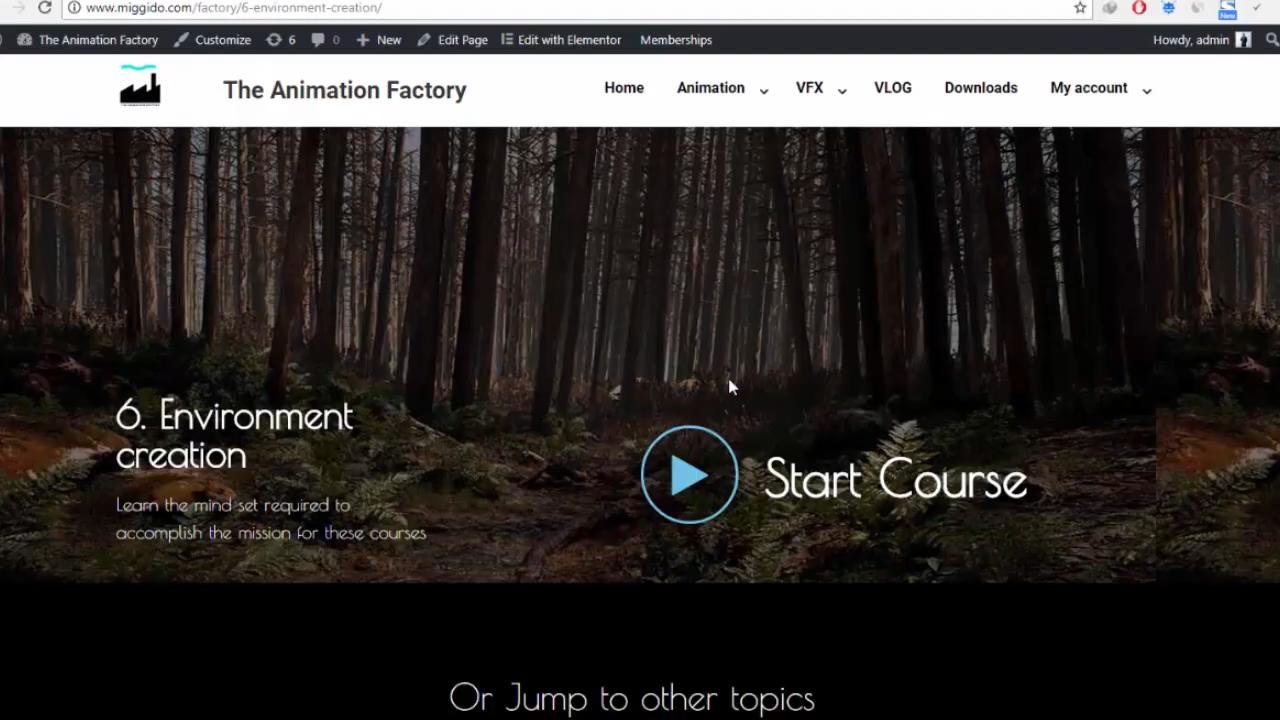 www.miggido.com/factory/6-environment-creation/
New
The Animation Factory Customize 6 0 New Edit Page Edit with Elementor Memberships Howdy, admin
The Animation Factory Home Animation VFX VLOG Downloads My account
6. Environment
creation
Learn the mind set required to
accomplish the mission for these courses
Start Course
Or Jump to other topics